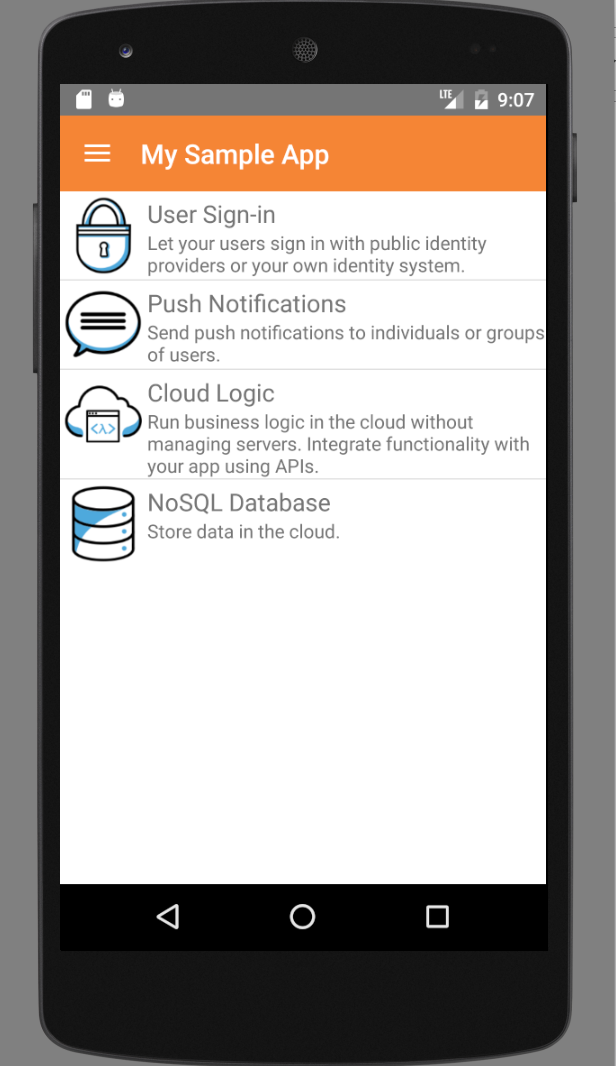 LTE 9:07
My Sample App
User Sign-in
Let your users sign in with public identity
providers or your own identity system.
Push Notifications
Send push notifications to individuals or groups
of users.
Cloud Logic
<λ>
Run business logic in the cloud without
managing servers. Integrate functionality with
your app using APIs.
NoSQL Database
Store data in the cloud.